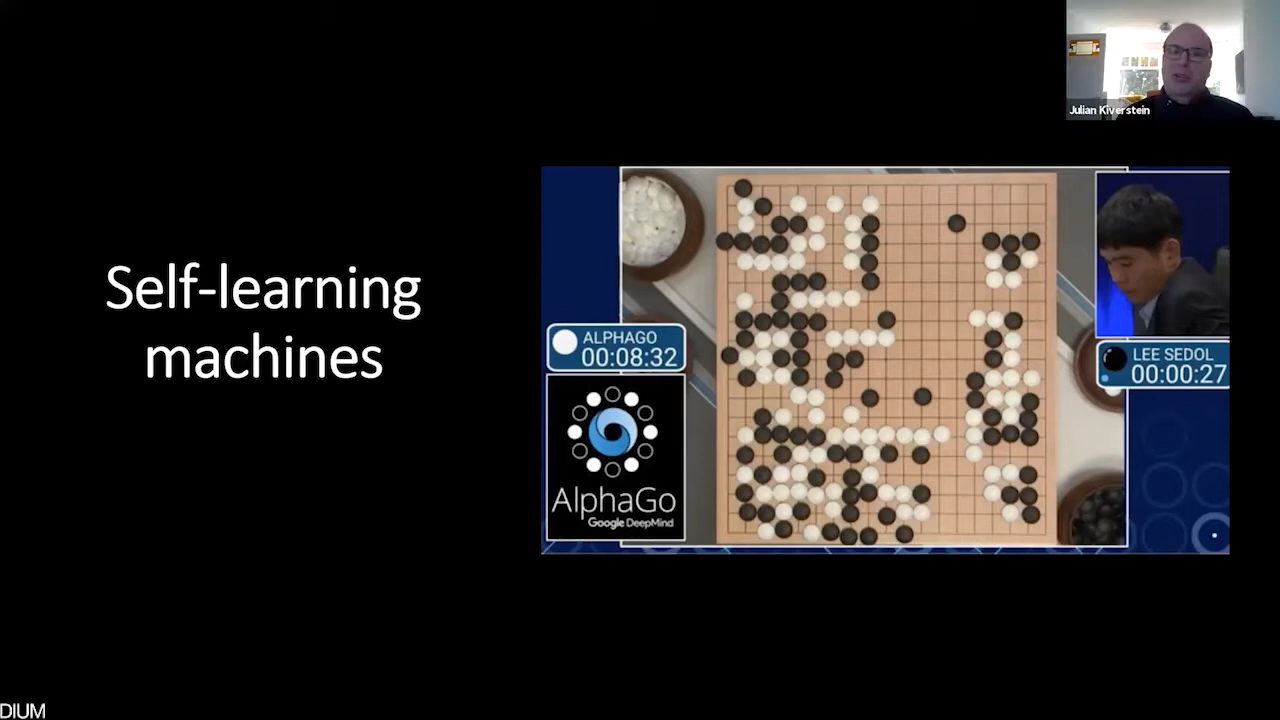 Julian Kiverstein
Self-learning
machines
ALPHAGO
00:08:32
AlphaGo
Google DeepMind
LEE SEDOL
00:00:27
DIUM